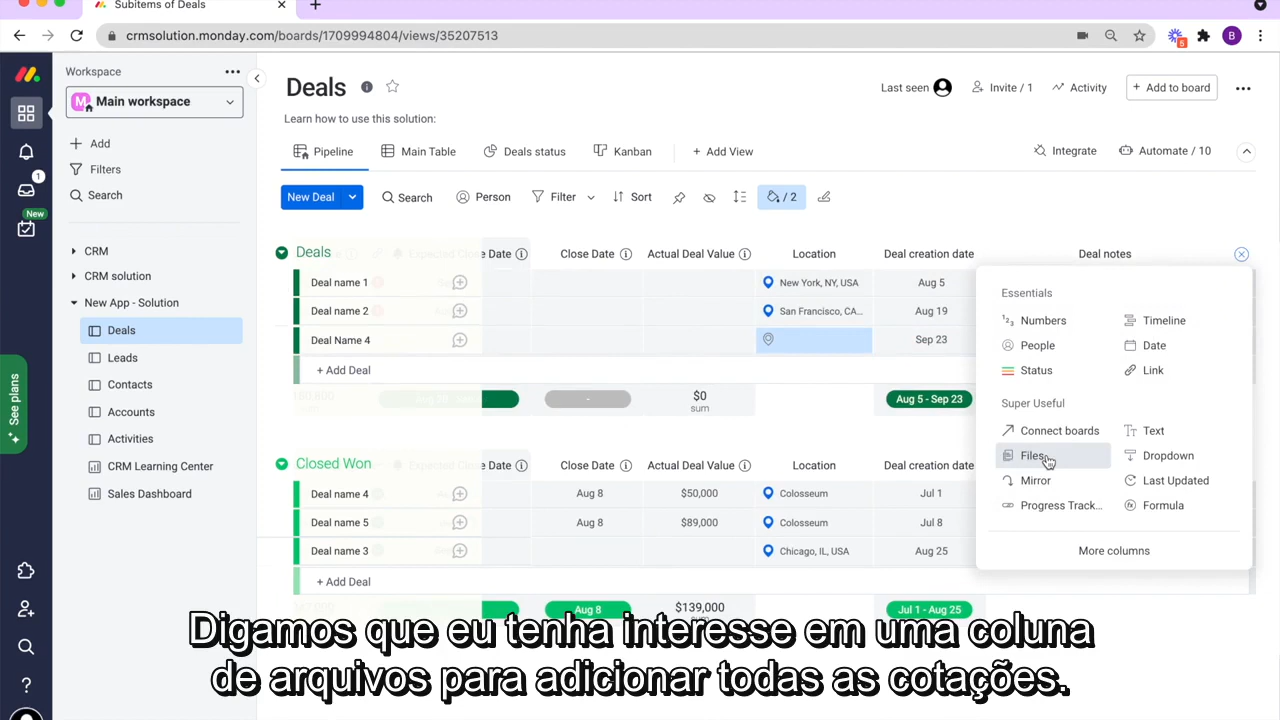 Subitems of Deals
crmsolution.monday.com/boards/1709994804/views/35207513
5
B
Workspace
M
Main workspace
Add
Filters
Search
1
New
CRM
CRM solution
New App - Solution
Deals
Leads
Contacts
Accounts
Activities
CRM Learning Center
Sales Dashboard
See plans
Deals
Last seen
Invite / 1
Activity
+ Add to board
Learn how to use this solution:
Pipeline
Main Table
Deals status
Kanban
+ Add View
Integrate
Automate / 10
New Deal
Search
Person
Filter
Sort
/ 2
Deals
Expected Close Date
Close Date
Actual Deal Value
Location
Deal creation date
Deal notes
Deal name 1
New York, NY, USA
Aug 5
Deal name 2
San Francisco, CA...
Aug 19
Deal Name 4
Sep 23
+ Add Deal
-
$0
sum
Aug 5 - Sep 23
Closed Won
Expected Close Date
Close Date
Actual Deal Value
Location
Deal creation date
Deal name 4
Aug 8
$50,000
Colosseum
Jul 1
Deal name 5
Aug 8
$89,000
Colosseum
Jul 8
Deal name 3
Chicago, IL, USA
Aug 25
+ Add Deal
Aug 8
$139,000
sum
Jul 1 - Aug 25
Essentials
Numbers
Timeline
People
Date
Status
Link
Super Useful
Connect boards
Text
Files
Dropdown
Mirror
Last Updated
Progress Track...
Formula
More columns
Digamos que eu tenha interesse em uma coluna
de arquivos para adicionar todas as cotações.